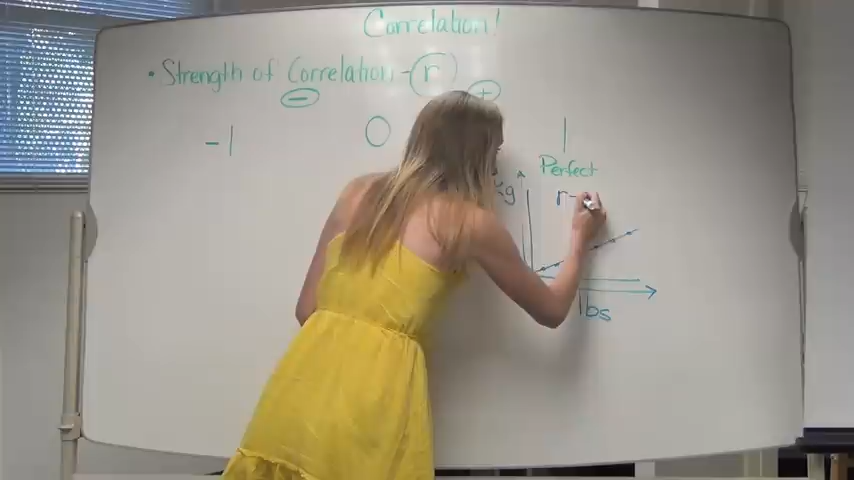 Correlation!
• Strength of Correlation - r
- +
-1 0 1
Perfect
r
lbs